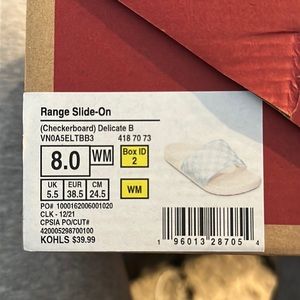 Range Slide-On
(Checkerboard) Delicate B
VN0A5ELTBB3 418 70 73
8.0 WM Box ID 2
UK EUR CM
5.5 38.5 24.5 WM
PO# 1000162006001020
CLK - 12/21
CPSIA PO/CUT#
420005298700100
KOHLS $39.99
1 96013 28705 4